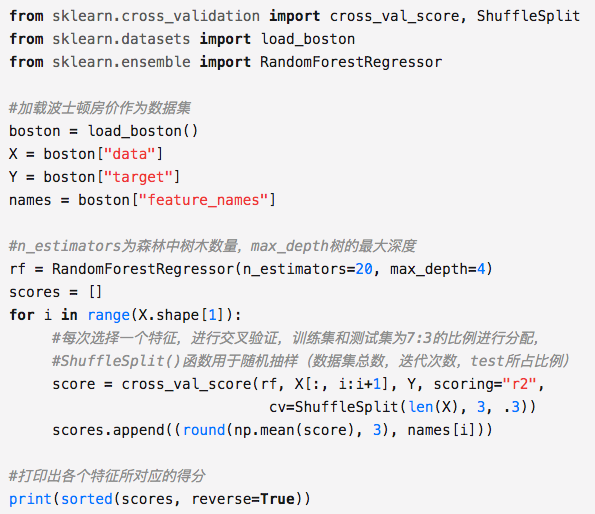 from sklearn.cross_validation import cross_val_score, ShuffleSplit
from sklearn.datasets import load_boston
from sklearn.ensemble import RandomForestRegressor

#加载波士顿房价作为数据集
boston = load_boston()
X = boston["data"]
Y = boston["target"]
names = boston["feature_names"]

#n_estimators为森林中树木数量，max_depth树的最大深度
rf = RandomForestRegressor(n_estimators=20, max_depth=4)
scores = []
for i in range(X.shape[1]):
     #每次选择一个特征，进行交叉验证，训练集和测试集为7:3的比例进行分配，
     #ShuffleSplit()函数用于随机抽样（数据集总数，迭代次数，test所占比例）
     score = cross_val_score(rf, X[:, i:i+1], Y, scoring="r2",
                              cv=ShuffleSplit(len(X), 3, .3))
     scores.append((round(np.mean(score), 3), names[i]))

#打印出各个特征所对应的得分
print(sorted(scores, reverse=True))